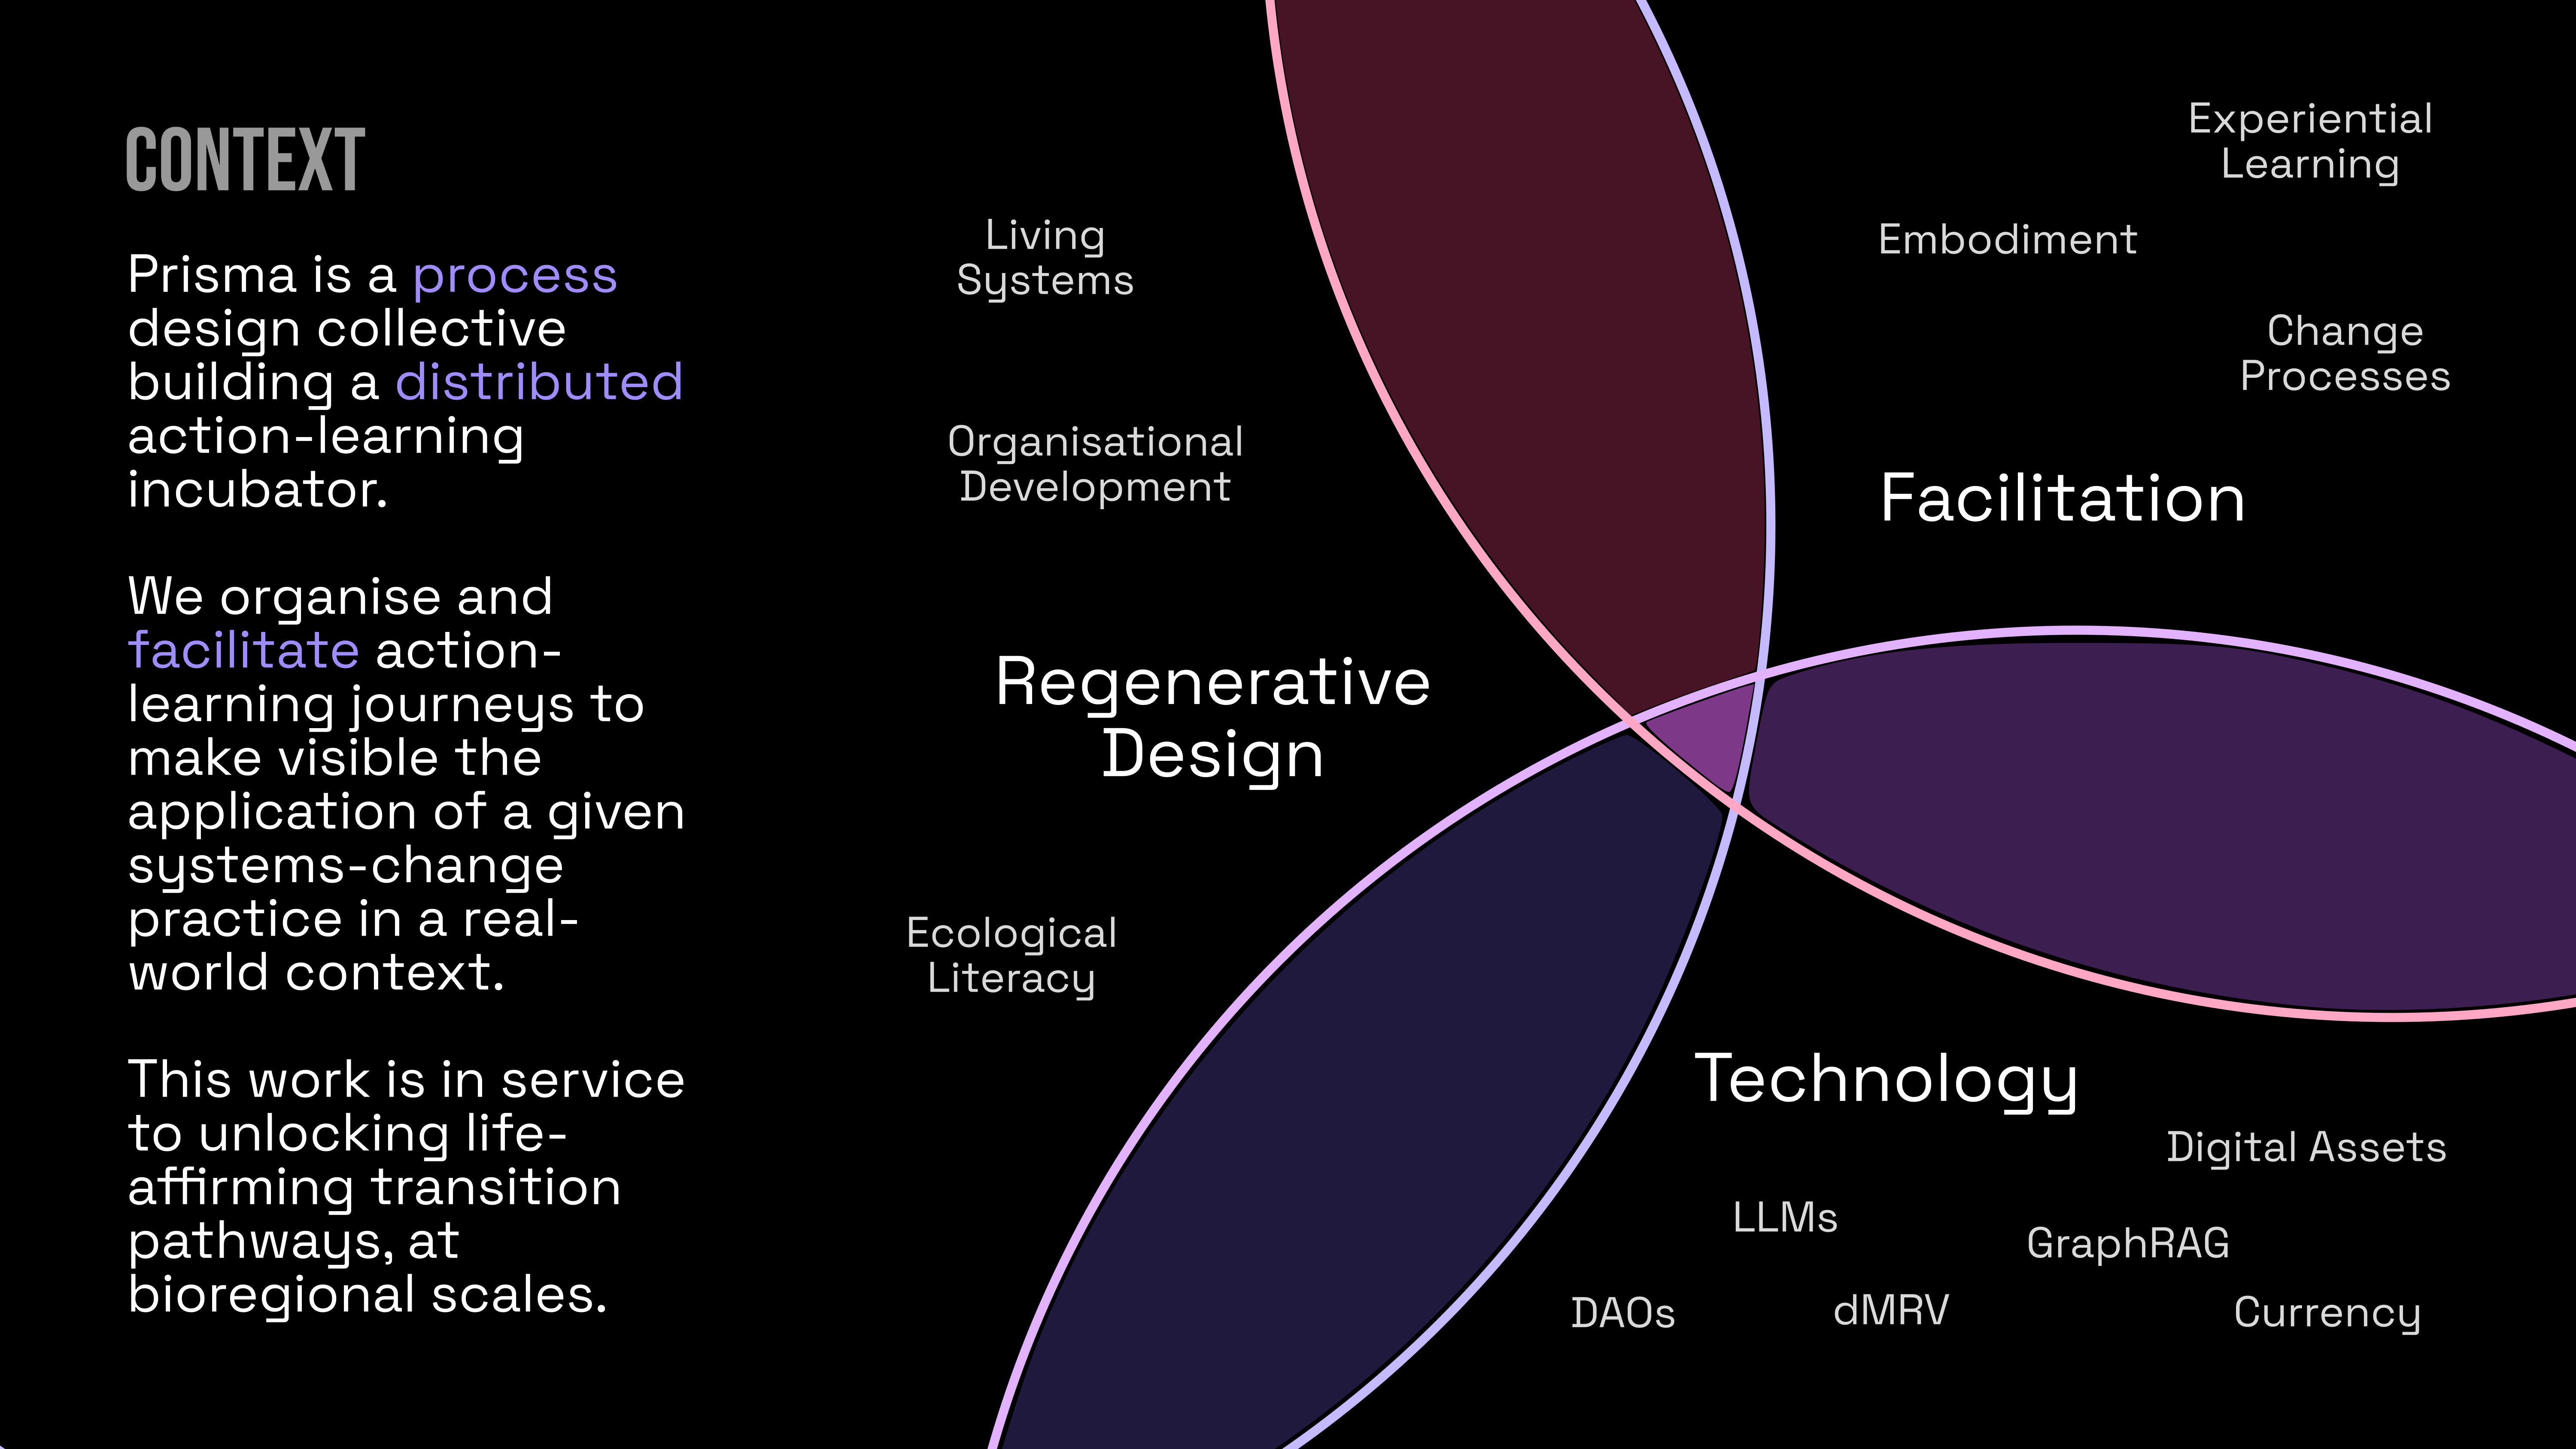 CONTEXT
Prisma is a process
design collective
building a distributed
action-learning
incubator.
We organise and
facilitate action-
learning journeys to
make visible the
application of a given
systems-change
practice in a real-
world context.
This work is in service
to unlocking life-
affirming transition
pathways, at
bioregional scales.
Living
Systems
Organisational
Development
Regenerative
Design
Ecological
Literacy
Experiential
Learning
Embodiment
Change
Processes
Facilitation
Technology
Digital Assets
LLMs
GraphRAG
DAOs
dMRV
Currency